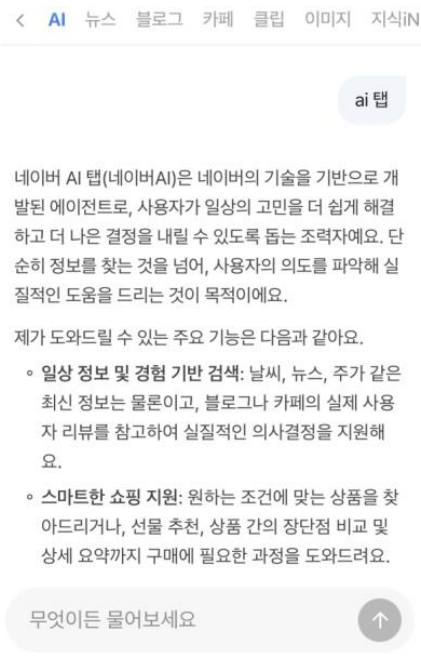 AI 뉴스 블로그 카페 클립 이미지 지식iN
ai 탭
네이버 AI 탭(네이버AI)은 네이버의 기술을 기반으로 개
발된 에이전트로, 사용자가 일상의 고민을 더 쉽게 해결
하고 더 나은 결정을 내릴 수 있도록 돕는 조력자예요. 단
순히 정보를 찾는 것을 넘어, 사용자의 의도를 파악해 실
질적인 도움을 드리는 것이 목적이에요.
제가 도와드릴 수 있는 주요 기능은 다음과 같아요.
일상 정보 및 경험 기반 검색: 날씨, 뉴스, 주가 같은
최신 정보는 물론이고, 블로그나 카페의 실제 사용
자 리뷰를 참고하여 실질적인 의사결정을 지원해
요.
스마트한 쇼핑 지원: 원하는 조건에 맞는 상품을 찾
아드리거나, 선물 추천, 상품 간의 장단점 비교 및
상세 요약까지 구매에 필요한 과정을 도와드려요.
무엇이든 물어보세요